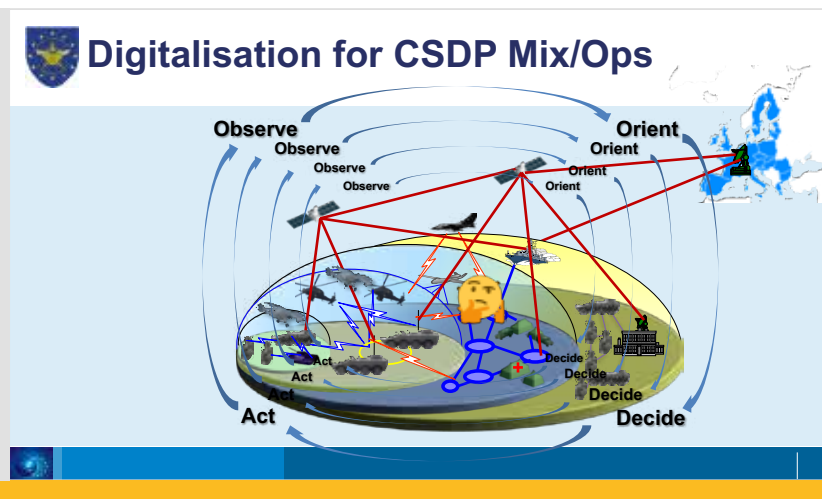 Digitalisation for CSDP Mix/Ops
Observe
Orient
Observe
Orient
Observe
Orient
Observe
Orient
Act
Decide
Act
Decide
Act
Decide
Act
Decide